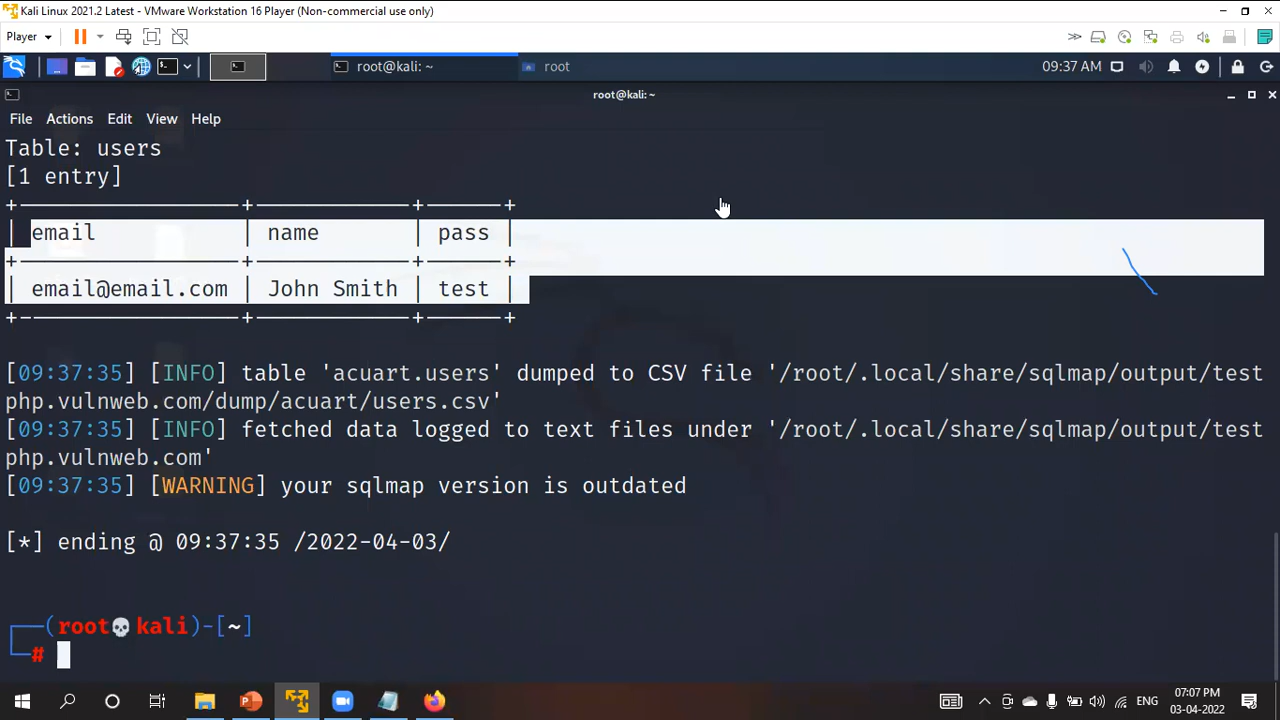 Kali Linux 2021.2 Latest - VMware Workstation 16 Player (Non-commercial use only)
Player
root@kali: ~
root
09:37 AM
root@kali:~
File Actions Edit View Help
Table: users
[1 entry]
+-----------------+------------+------+
| email | name | pass |
+-----------------+------------+------+
| email@email.com | John Smith | test |
+-----------------+------------+------+
[09:37:35] [INFO] table 'acuart.users' dumped to CSV file '/root/.local/share/sqlmap/output/test
php.vulnweb.com/dump/acuart/users.csv'
[09:37:35] [INFO] fetched data logged to text files under '/root/.local/share/sqlmap/output/test
php.vulnweb.com'
[09:37:35] [WARNING] your sqlmap version is outdated
[*] ending @ 09:37:35 /2022-04-03/
┌──(root💀kali)-[~]
└─#
ENG
07:07 PM
03-04-2022